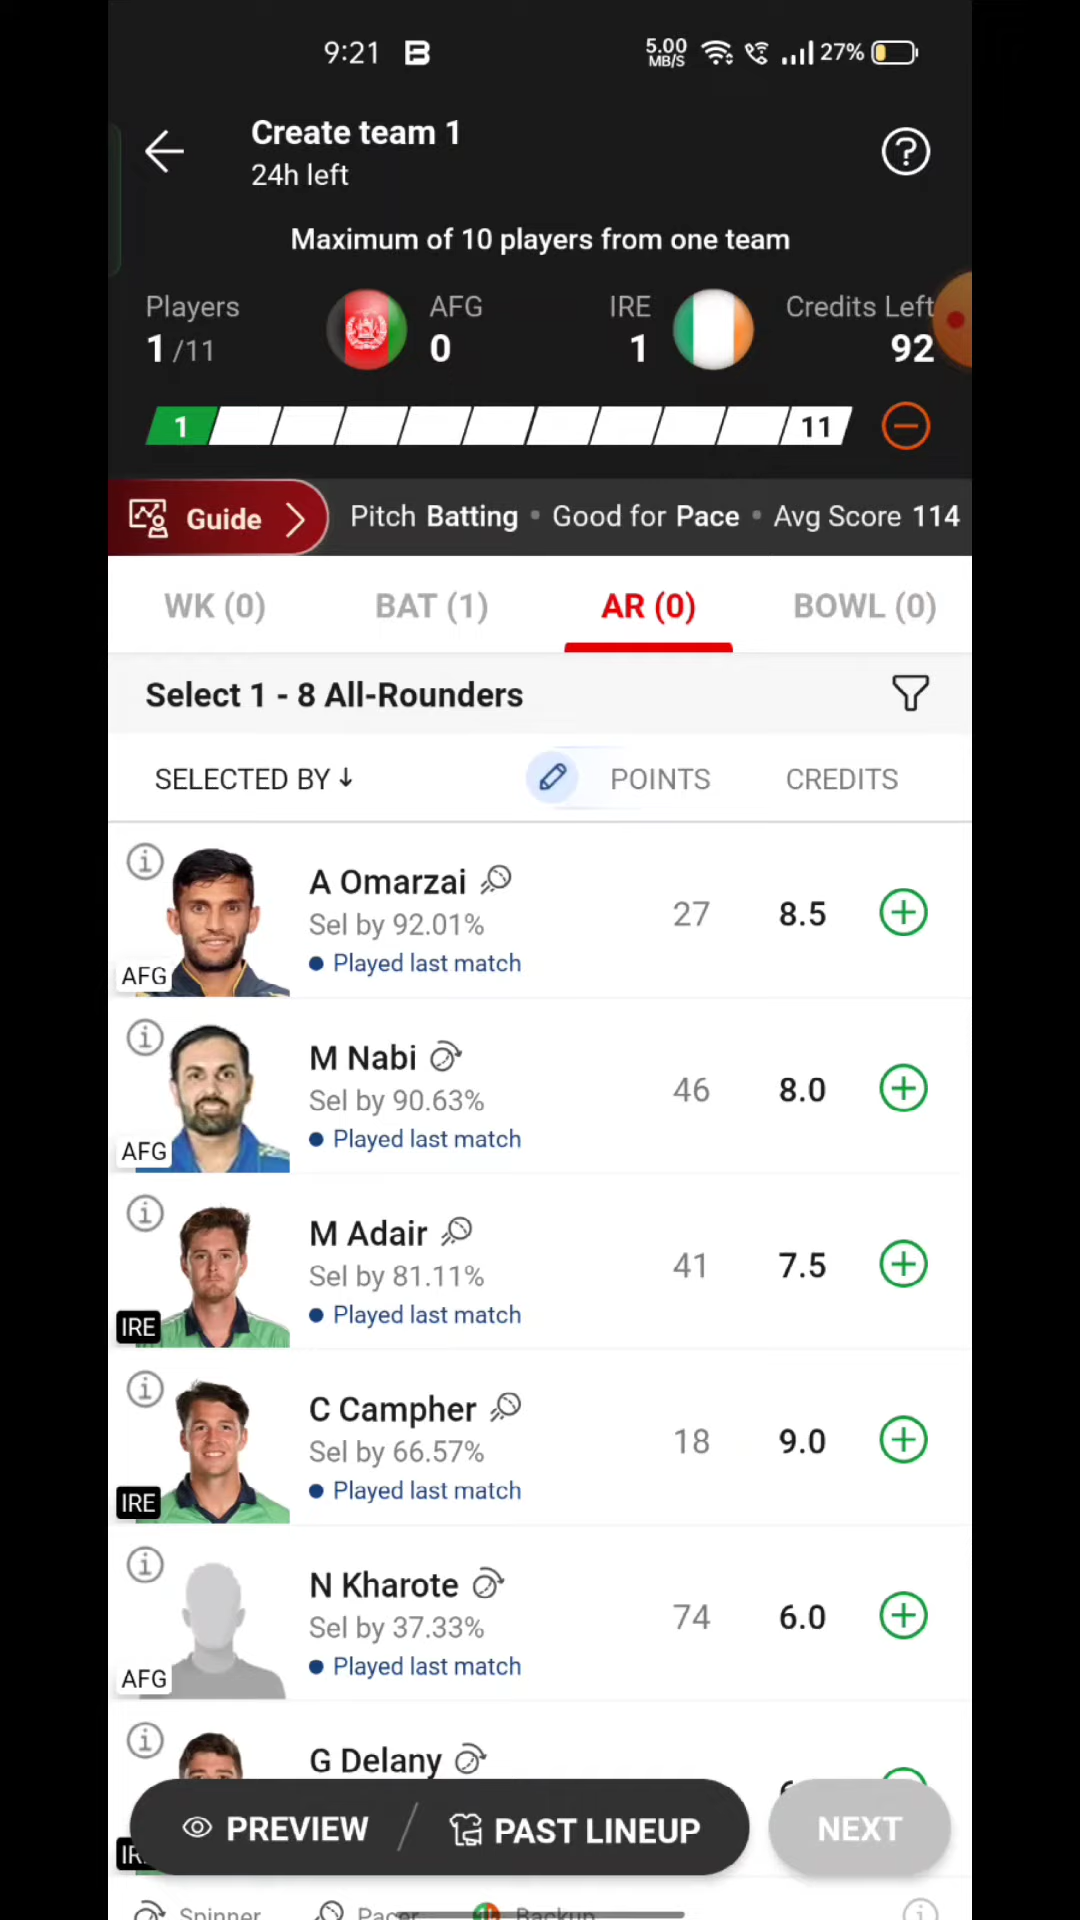 9:21 5.00 MB/S 27%
Create team 1
24h left
Maximum of 10 players from one team
Players AFG IRE Credits Left
1 /11 0 1 92
1 11
Guide Pitch Batting • Good for Pace • Avg Score 114
WK (0) BAT (1) AR (0) BOWL (0)
Select 1 - 8 All-Rounders
SELECTED BY ↓ POINTS CREDITS
A Omarzai
Sel by 92.01% 27 8.5
Played last match
AFG
M Nabi
Sel by 90.63% 46 8.0
Played last match
AFG
M Adair
Sel by 81.11% 41 7.5
Played last match
IRE
C Campher
Sel by 66.57% 18 9.0
Played last match
IRE
N Kharote
Sel by 37.33% 74 6.0
Played last match
AFG
G Delany
PREVIEW / PAST LINEUP NEXT
Spinner Pacer Backup